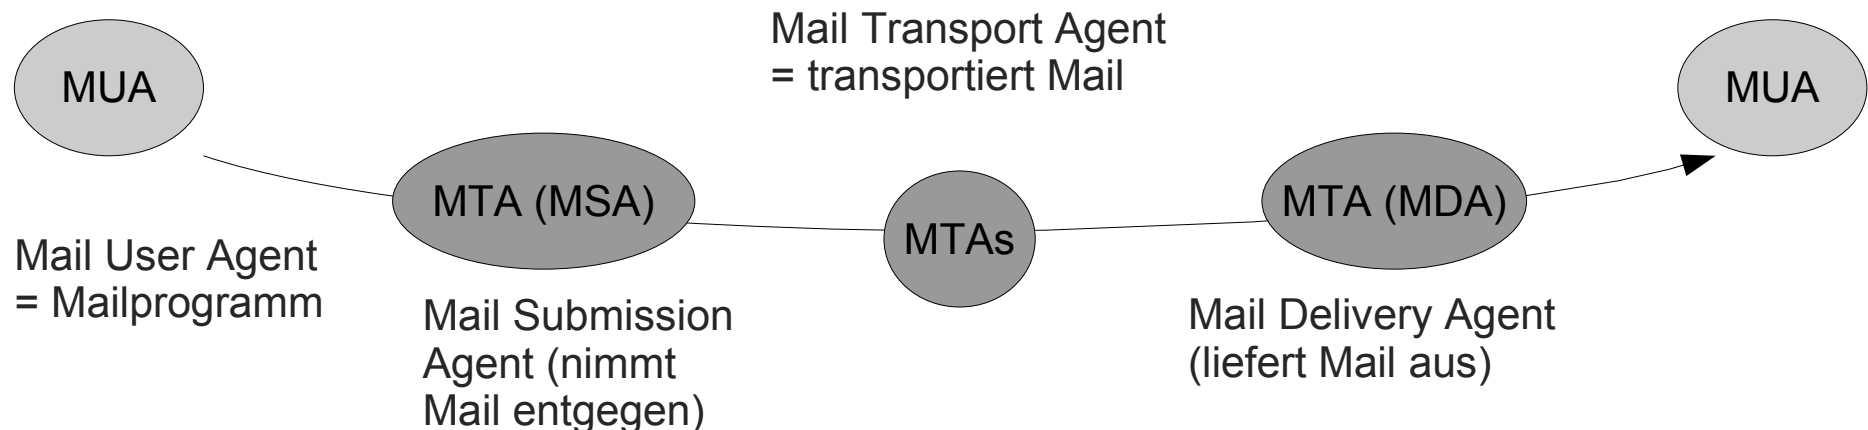 Mail Transport Agent
= transportiert Mail
MUA
MUA
MTA (MSA)
MTAs
MTA (MDA)
Mail User Agent
= Mailprogramm
Mail Submission
Agent (nimmt
Mail entgegen)
Mail Delivery Agent
(liefert Mail aus)